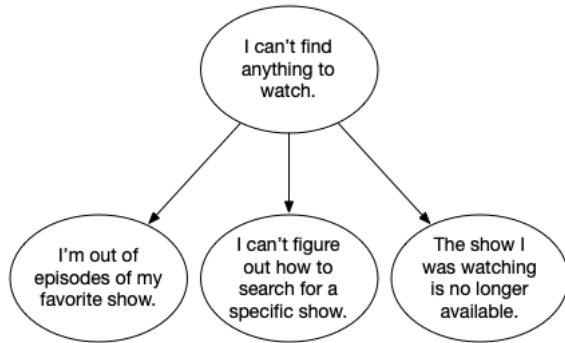 I can't find
anything to
watch.
I'm out of
episodes of my
favorite show.
I can't figure
out how to
search for a
specific show.
The show I
was watching
is no longer
available.